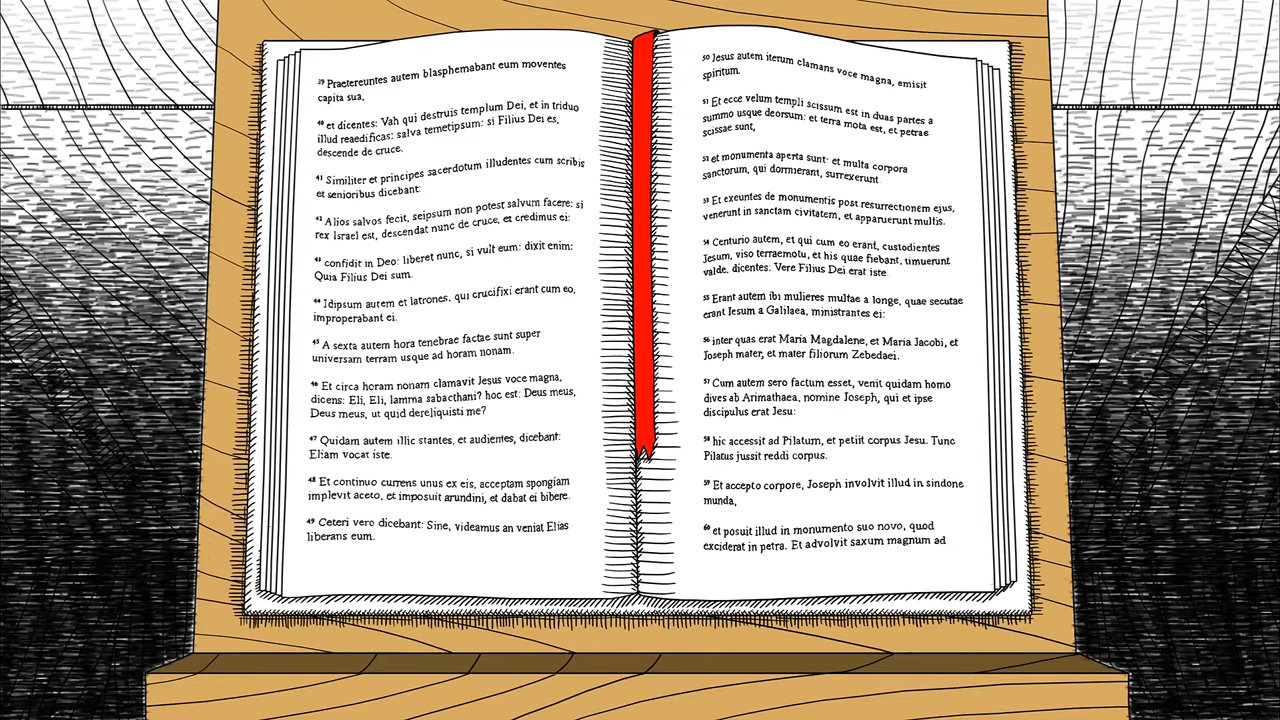 39 Praetereuntes autem blasphemabant eum moventes
capita sua,
40 et dicentes: Vah qui destruis templum Dei, et in triduo
illud reaedificas: salva temetipsum: si Filius Dei es,
descende de cruce.
41 Similiter et principes sacerdotum illudentes cum scribis
et senioribus dicebant:
42 Alios salvos fecit, seipsum non potest salvum facere: si
rex Israel est, descendat nunc de cruce, et credimus ei:
43 confidit in Deo: liberet nunc, si vult eum: dixit enim:
Quia Filius Dei sum.
44 Idipsum autem et latrones, qui crucifixi erant cum eo,
improperabant ei.
45 A sexta autem hora tenebrae factae sunt super
universam terram usque ad horam nonam.
46 Et circa horam nonam clamavit Jesus voce magna,
dicens: Eli, Eli, lamma sabacthani? hoc est: Deus meus,
Deus meus, ut quid dereliquisti me?
47 Quidam autem illic stantes, et audientes, dicebant:
Eliam vocat iste.
48 Et continuo currens unus ex eis, acceptam spongiam
implevit aceto, et imposuit arundini, et dabat ei bibere.
49 Ceteri vero dicebant: Sine, videamus an veniat Elias
liberans eum.
50 Jesus autem iterum clamans voce magna, emisit
spiritum.
51 Et ecce velum templi scissum est in duas partes a
summo usque deorsum: et terra mota est, et petrae
scissae sunt,
52 et monumenta aperta sunt: et multa corpora
sanctorum, qui dormierant, surrexerunt
53 Et exeuntes de monumentis post resurrectionem ejus,
venerunt in sanctam civitatem, et apparuerunt multis.
54 Centurio autem, et qui cum eo erant, custodientes
Jesum, viso terraemotu, et his quae fiebant, timuerunt
valde, dicentes: Vere Filius Dei erat iste.
55 Erant autem ibi mulieres multae a longe, quae secutae
erant Jesum a Galilaea, ministrantes ei:
56 inter quas erat Maria Magdalene, et Maria Jacobi, et
Joseph mater, et mater filiorum Zebedaei.
57 Cum autem sero factum esset, venit quidam homo
dives ab Arimathaea, nomine Joseph, qui et ipse
discipulus erat Jesu:
58 hic accessit ad Pilatum, et petiit corpus Jesu. Tunc
Pilatus jussit reddi corpus.
59 Et accepto corpore, Joseph involvit illud in sindone
munda,
60 et posuit illud in monumento suo novo, quod
exciderat in petra. Et advolvit saxum magnum ad